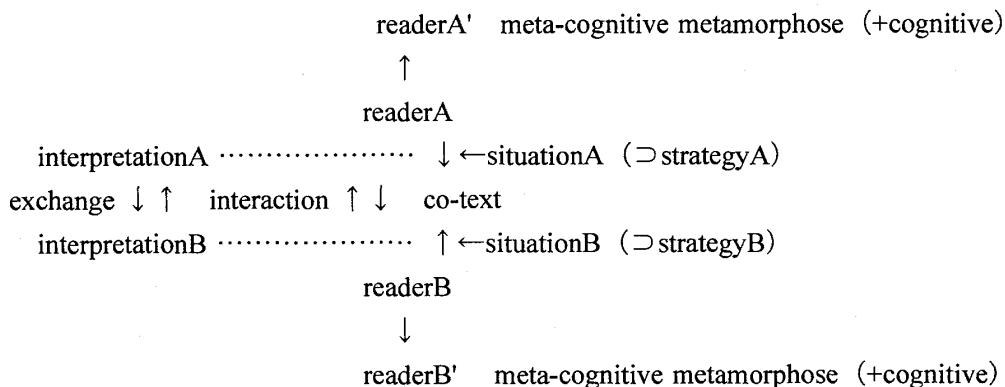 readerA' meta-cognitive metamorphose (+cognitive)
↑
readerA
interpretationA ····················· ↓ ←situationA (⊃strategyA)
exchange ↓ ↑ interaction ↑ ↓ co-text
interpretationB ····················· ↑ ←situationB (⊃strategyB)
readerB
↓
readerB' meta-cognitive metamorphose (+cognitive)